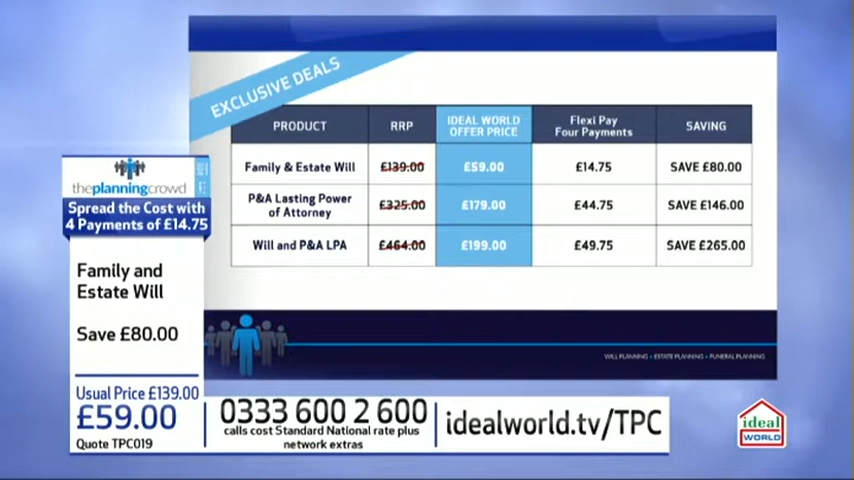 EXCLUSIVE DEALS
PRODUCT RRP IDEAL WORLD OFFER PRICE Flexi Pay Four Payments SAVING
Family & Estate Will £139.00 £59.00 £14.75 SAVE £80.00
P&A Lasting Power of Attorney £325.00 £179.00 £44.75 SAVE £146.00
Will and P&A LPA £464.00 £199.00 £49.75 SAVE £265.00
WILL PLANNING • ESTATE PLANNING • FUNERAL PLANNING
theplanningcrowd
Spread the Cost with
4 Payments of £14.75
Family and
Estate Will
Save £80.00
Usual Price £139.00
£59.00
Quote TPC019
0333 600 2 600
calls cost Standard National rate plus
network extras
idealworld.tv/TPC
ideal
WORLD